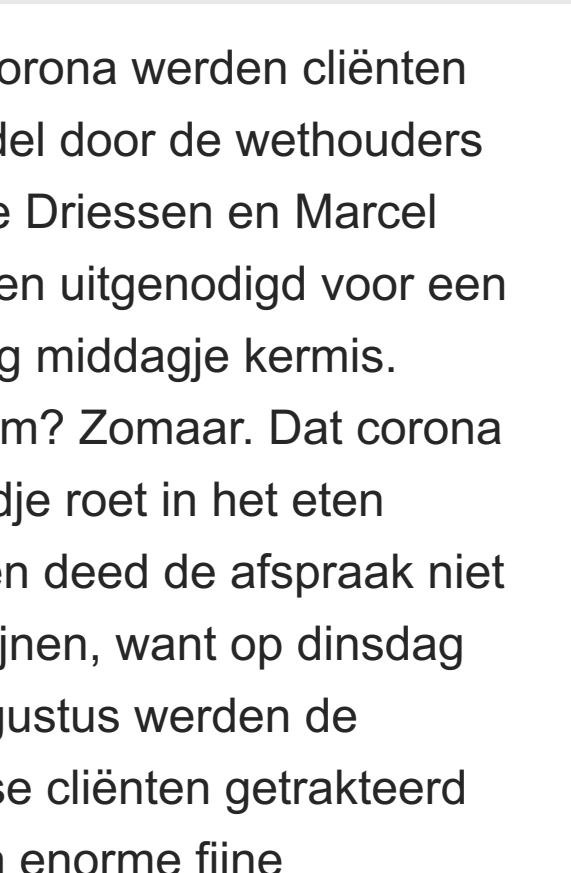 orona werden cliënten
del door de wethouders
e Driessen en Marcel
en uitgenodigd voor een
g middagje kermis.
m? Zomaar. Dat corona
dje roet in het eten
en deed de afspraak niet
jnen, want op dinsdag
gustus werden de
se cliënten getrakteerd
enorme fijne